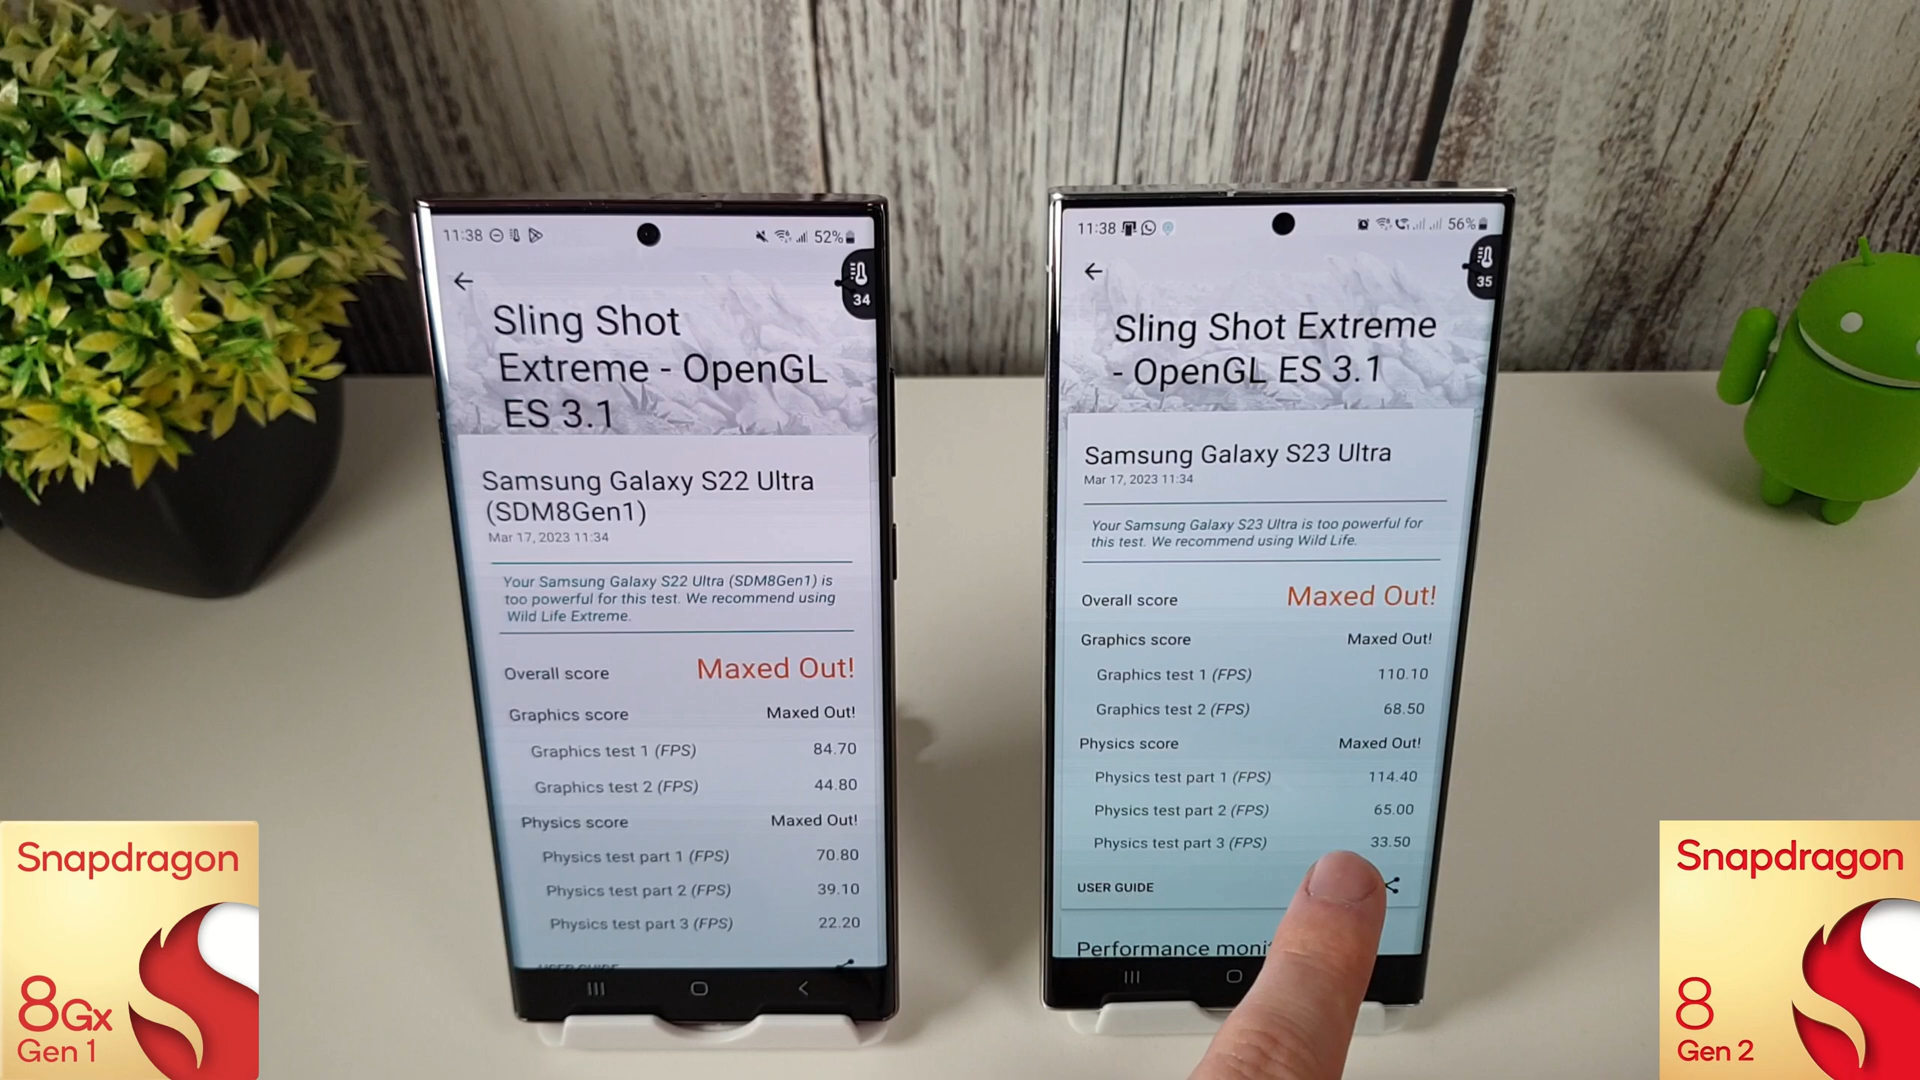 11:38
52%
34
Sling Shot
Extreme - OpenGL
ES 3.1
Samsung Galaxy S22 Ultra
(SDM8Gen1)
Mar 17, 2023 11:34
Your Samsung Galaxy S22 Ultra (SDM8Gen1) is
too powerful for this test. We recommend using
Wild Life Extreme.
Overall score Maxed Out!
Graphics score Maxed Out!
Graphics test 1 (FPS) 84.70
Graphics test 2 (FPS) 44.80
Physics score Maxed Out!
Physics test part 1 (FPS) 70.80
Physics test part 2 (FPS) 39.10
Physics test part 3 (FPS) 22.20
11:38
56%
35
Sling Shot Extreme
- OpenGL ES 3.1
Samsung Galaxy S23 Ultra
Mar 17, 2023 11:34
Your Samsung Galaxy S23 Ultra is too powerful for
this test. We recommend using Wild Life.
Overall score Maxed Out!
Graphics score Maxed Out!
Graphics test 1 (FPS) 110.10
Graphics test 2 (FPS) 68.50
Physics score Maxed Out!
Physics test part 1 (FPS) 114.40
Physics test part 2 (FPS) 65.00
Physics test part 3 (FPS) 33.50
USER GUIDE
Performance moni
Snapdragon
8Gx
Gen 1
Snapdragon
8
Gen 2